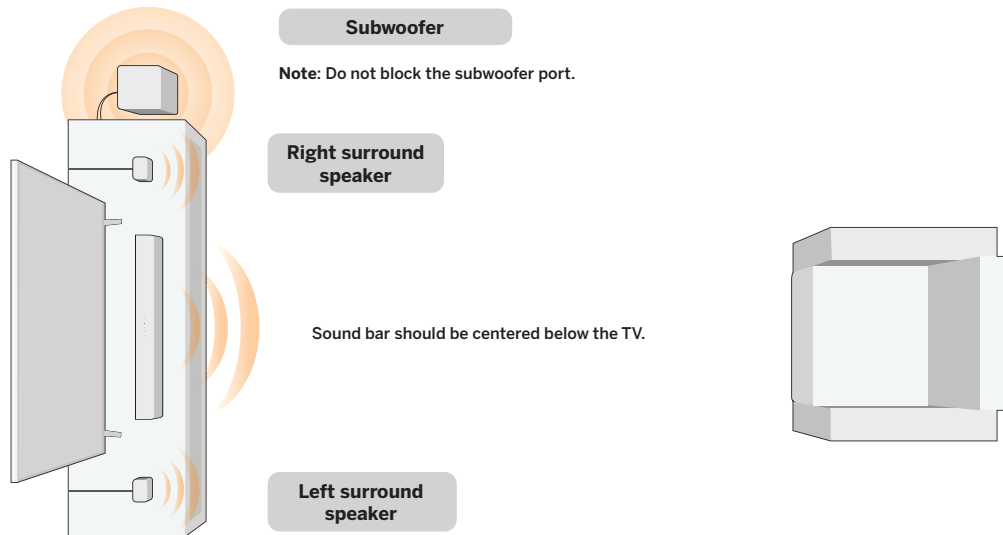 Subwoofer
Note: Do not block the subwoofer port.
Right surround
speaker
Sound bar should be centered below the TV.
Left surround
speaker